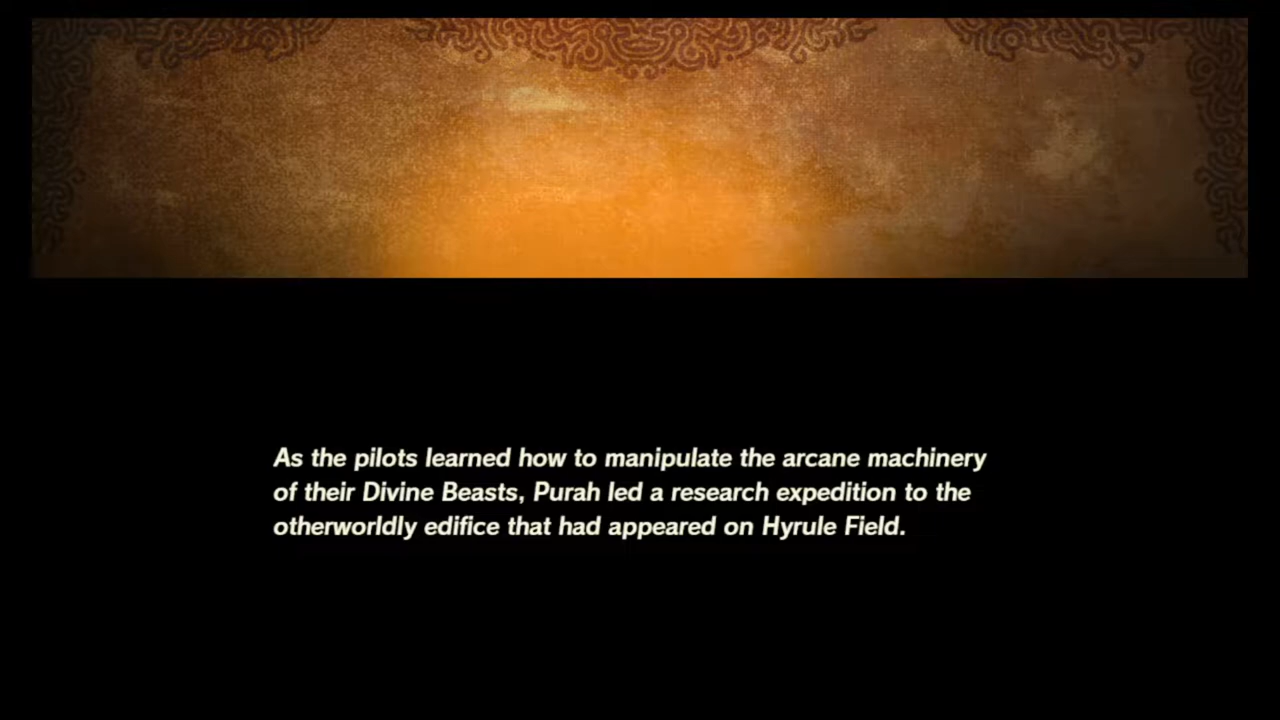 As the pilots learned how to manipulate the arcane machinery
of their Divine Beasts, Purah led a research expedition to the
otherworldly edifice that had appeared on Hyrule Field.